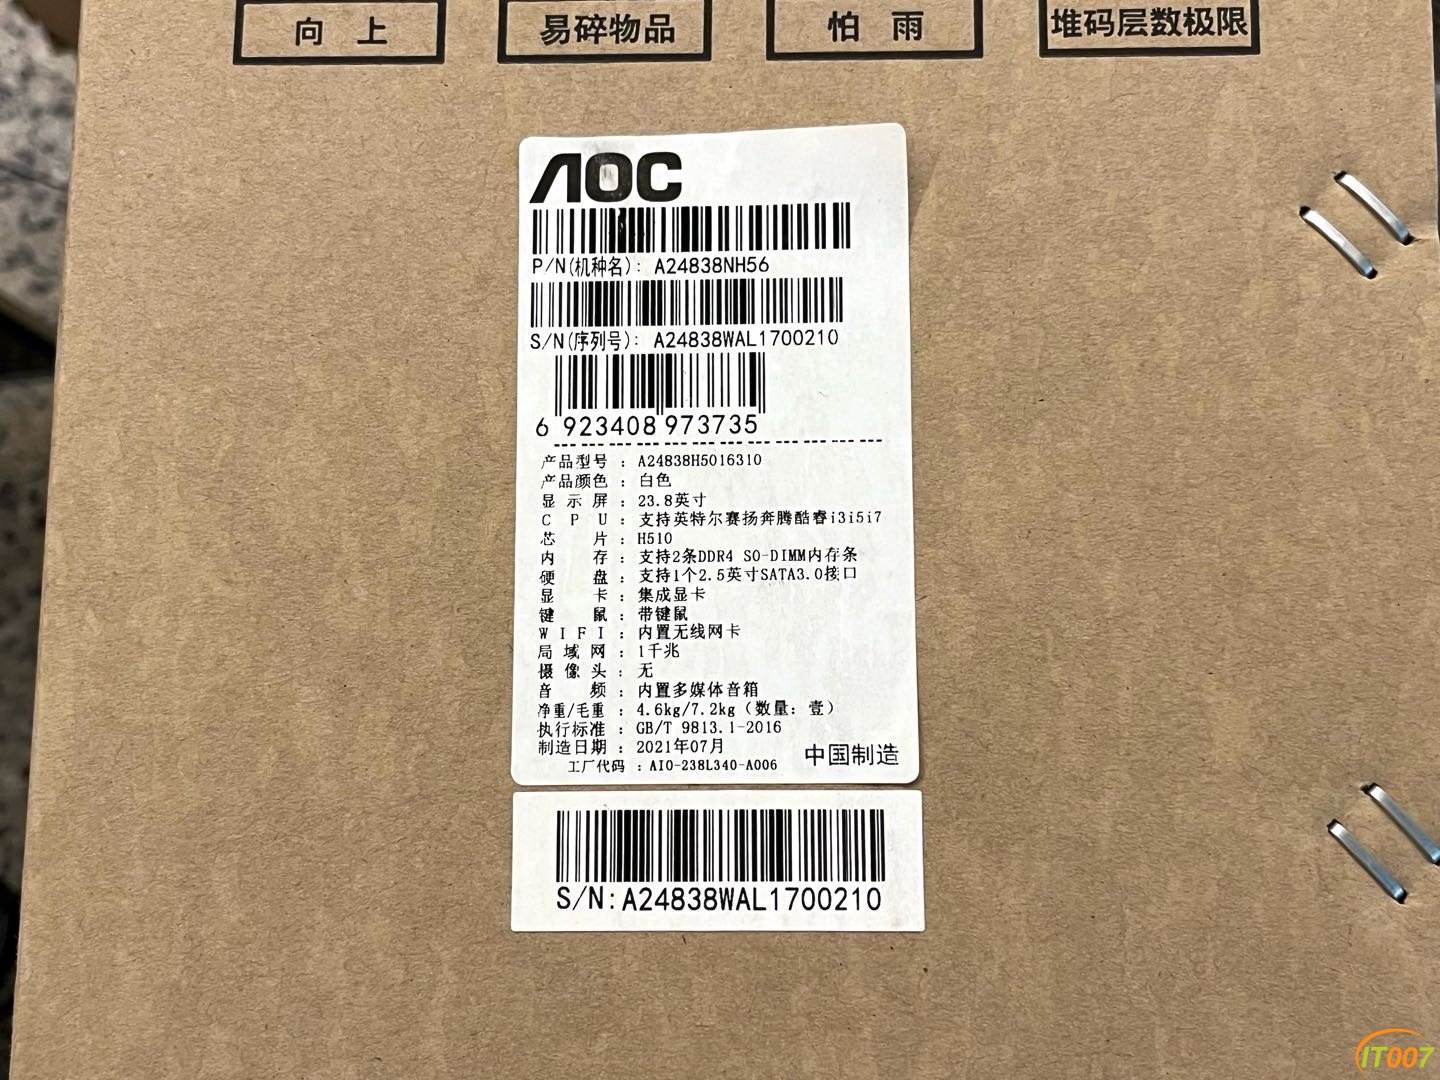 向 上
易碎物品
怕 雨
堆码层数极限
AOC
P/N(机种名): A24838NH56
S/N(序列号): A24838WAL1700210
6 923408 973735
产品型号 : A24838H5016310
产品颜色 : 白色
显示屏 : 23.8英寸
C P U : 支持英特尔赛扬奔腾酷睿i3i5i7
芯 片 : H510
内 存 : 支持2条DDR4 SO-DIMM内存条
硬 盘 : 支持1个2.5英寸SATA3.0接口
显 卡 : 集成显卡
键 鼠 : 带键鼠
W I F I : 内置无线网卡
局域网 : 1千兆
摄像头 : 无
音 频 : 内置多媒体音箱
净重/毛重 : 4.6kg/7.2kg (数量: 壹)
执行标准 : GB/T 9813.1-2016
制造日期 : 2021年07月
中国制造
工厂代码 : AIO-238L340-A006
S/N: A24838WAL1700210
IT007